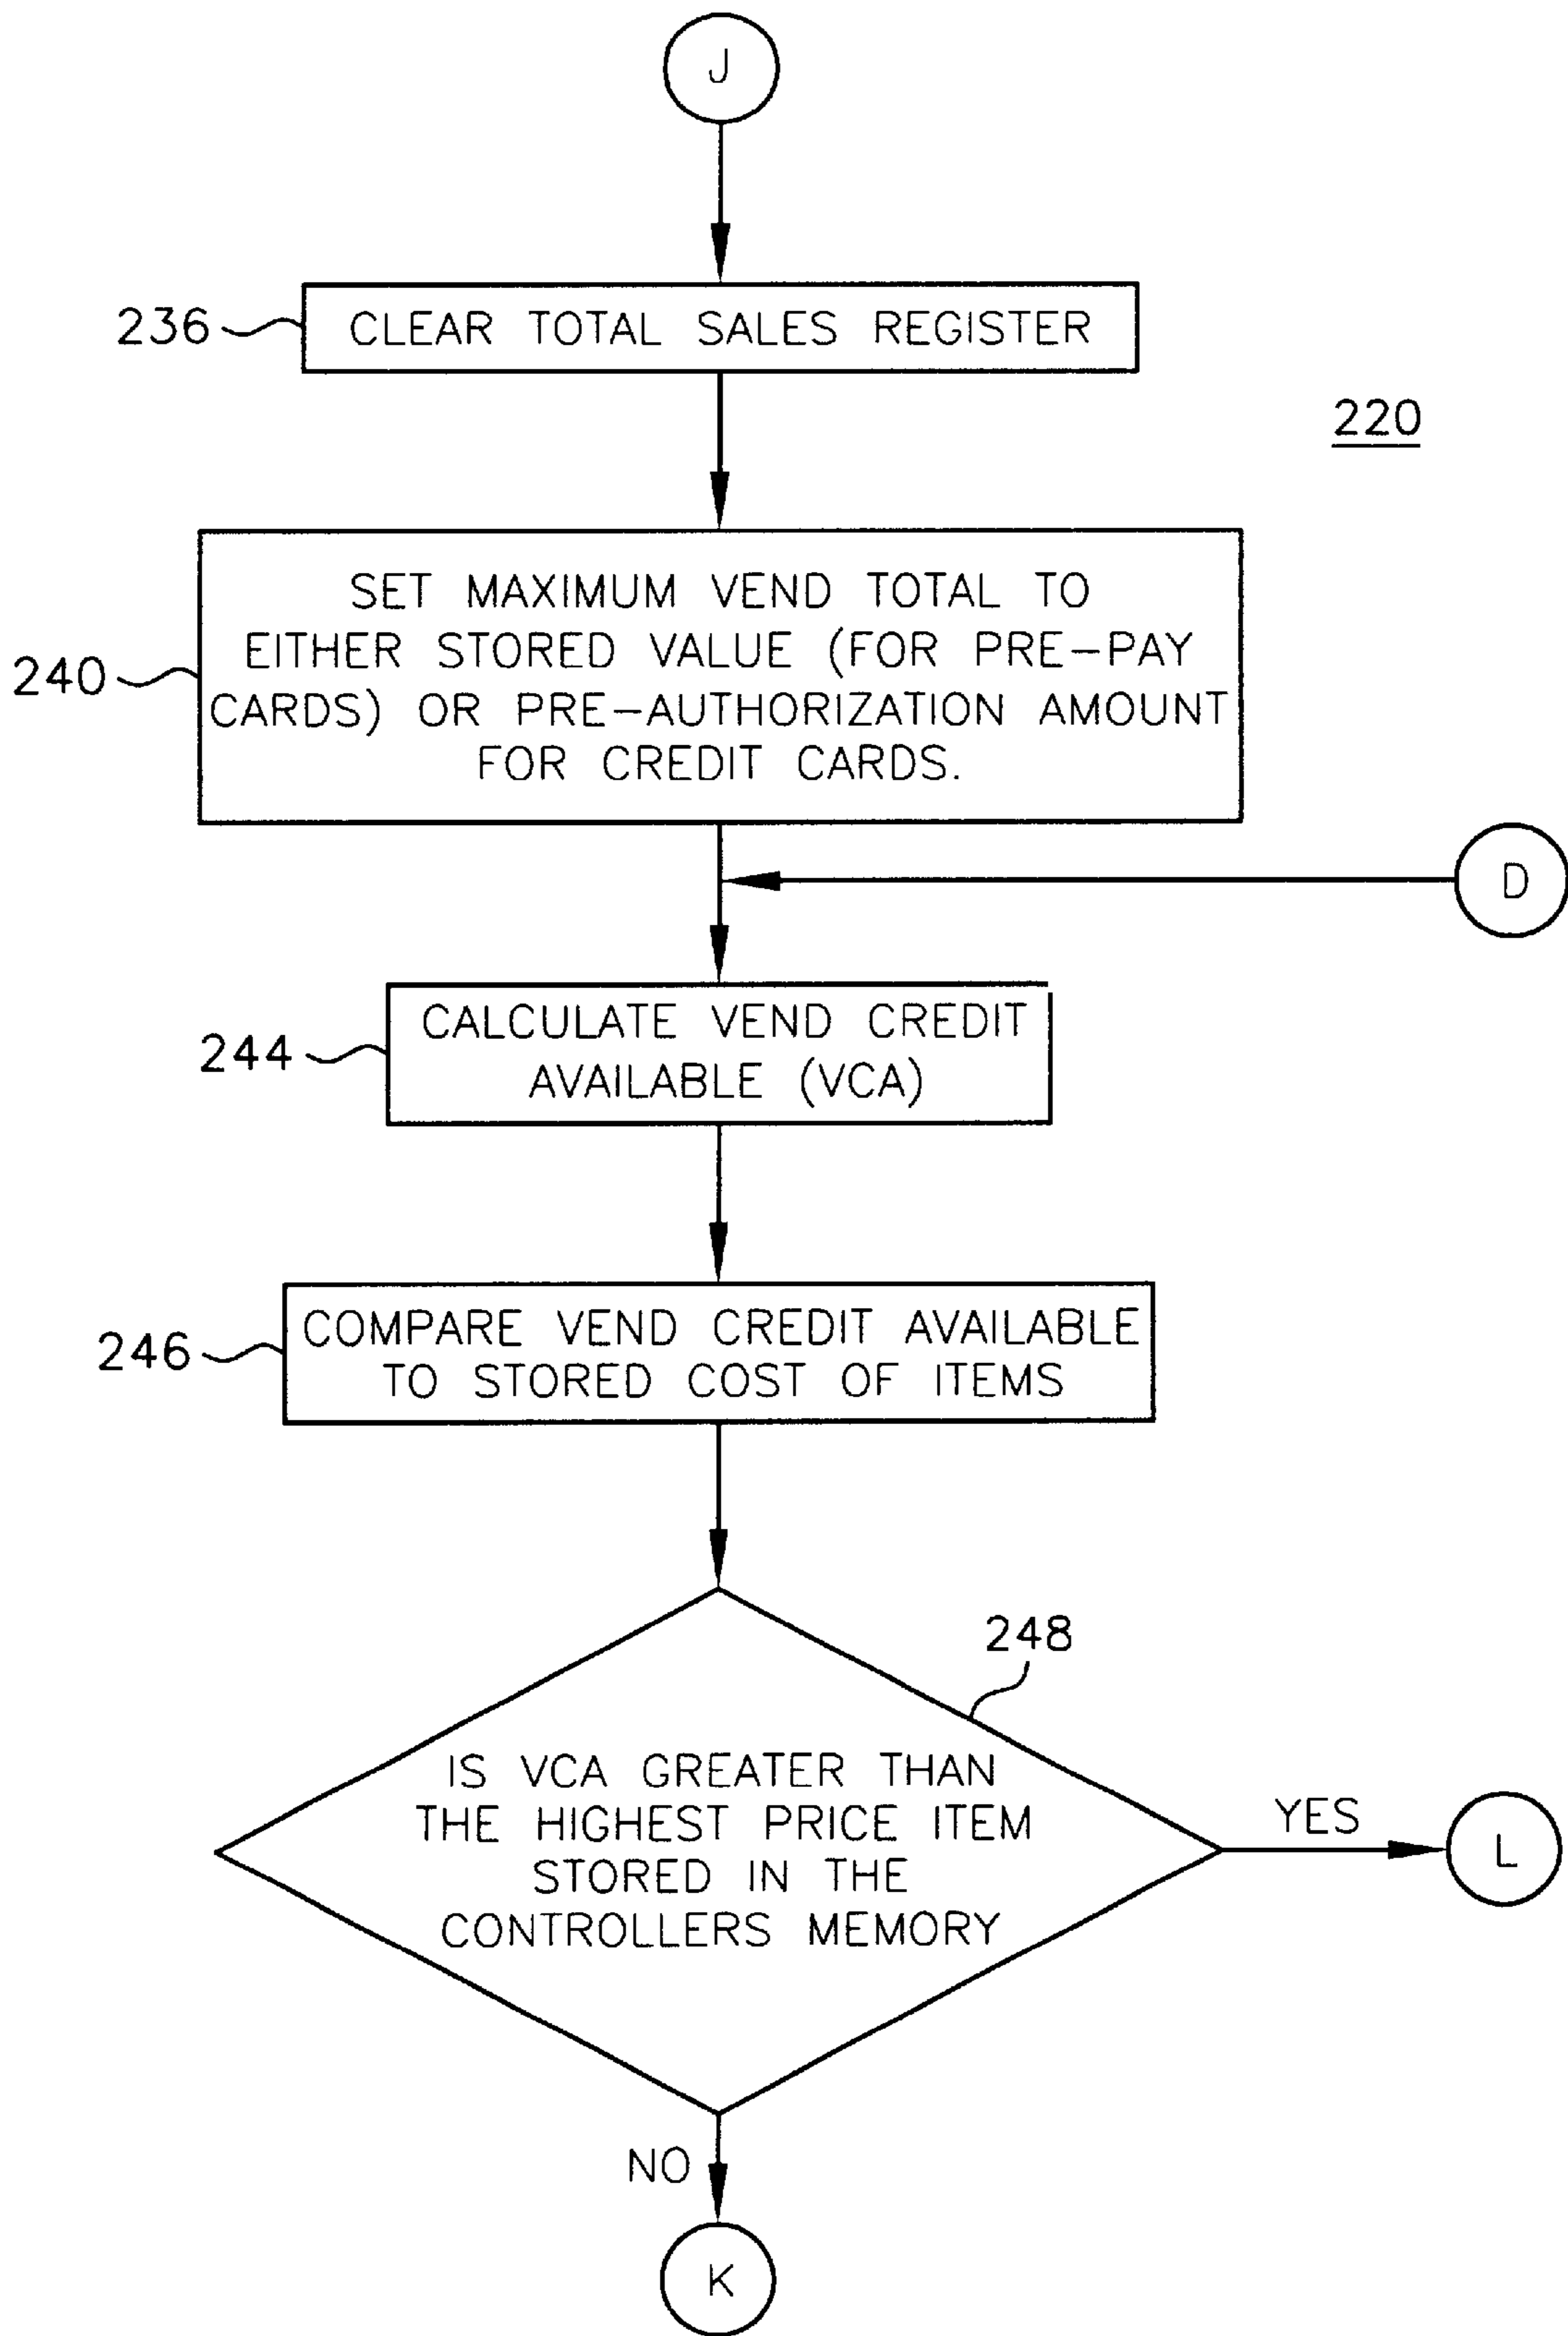 J
236
CLEAR TOTAL SALES REGISTER
220
240
SET MAXIMUM VEND TOTAL TO
EITHER STORED VALUE (FOR PRE-PAY
CARDS) OR PRE-AUTHORIZATION AMOUNT
FOR CREDIT CARDS.
D
244
CALCULATE VEND CREDIT
AVAILABLE (VCA)
246
COMPARE VEND CREDIT AVAILABLE
TO STORED COST OF ITEMS
248
IS VCA GREATER THAN
THE HIGHEST PRICE ITEM
STORED IN THE
CONTROLLERS MEMORY
YES
L
NO
K